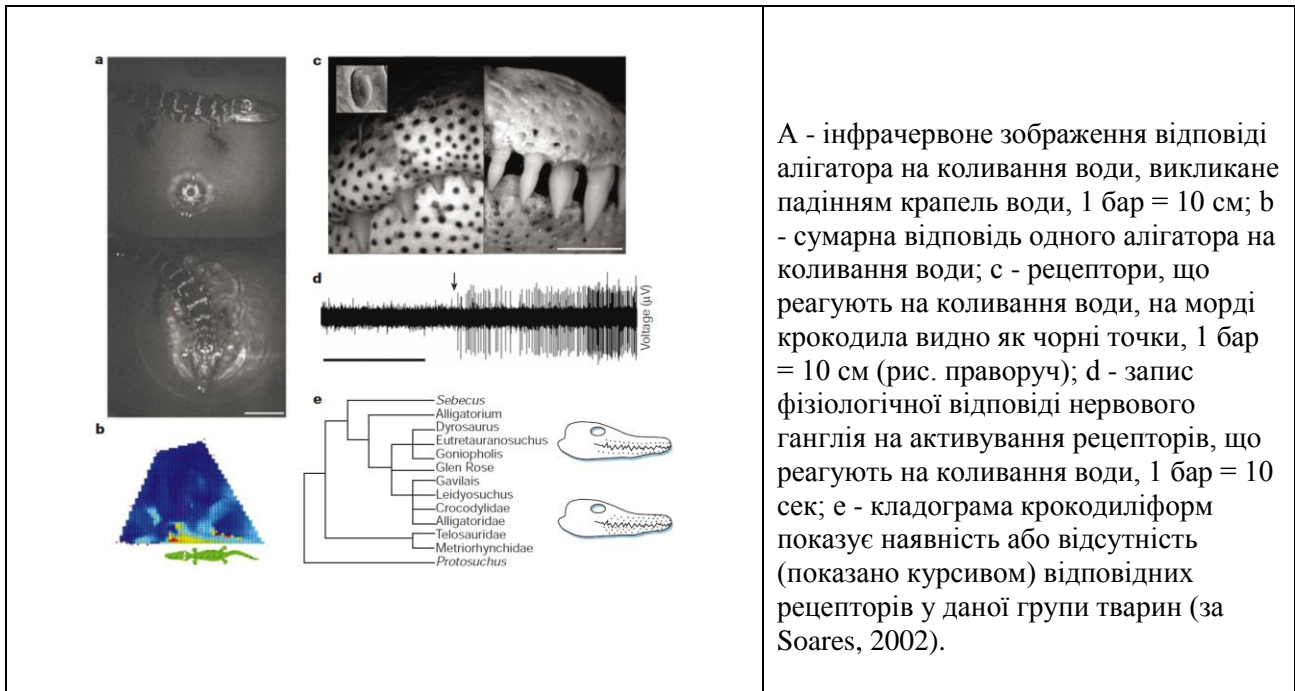 a
c
d
Voltage (μV)
e
Sebecus
Alligatorium
Dyrosaurus
Eutretauranosuchus
Goniopholis
Glen Rose
Gavilais
Leidyosuchus
Crocodylidae
Alligatoridae
Telosauridae
Metriorhynchidae
Protosuchus
b
А - інфрачервоне зображення відповіді
алігатора на коливання води, викликане
падінням крапель води, 1 бар = 10 см; b
- сумарна відповідь одного алігатора на
коливання води; с - рецептори, що
реагують на коливання води, на морді
крокодила видно як чорні точки, 1 бар
= 10 см (рис. праворуч); d - запис
фізіологічної відповіді нервового
ганглія на активування рецепторів, що
реагують на коливання води, 1 бар = 10
сек; е - кладограма крокодиліформ
показує наявність або відсутність
(показано курсивом) відповідних
рецепторів у даної групи тварин (за
Soares, 2002).